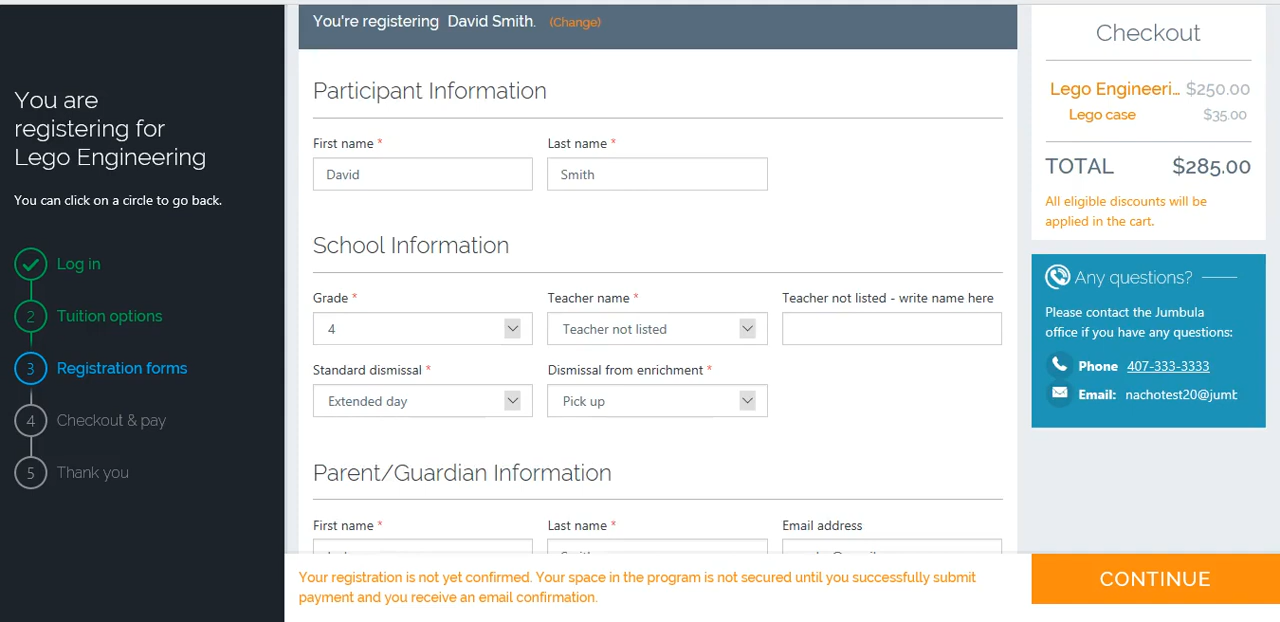 You are
registering for
Lego Engineering
You can click on a circle to go back.
Log in
2 Tuition options
3 Registration forms
4 Checkout & pay
5 Thank you
You're registering David Smith. (Change)
Participant Information
First name * Last name *
David Smith
School Information
Grade * Teacher name * Teacher not listed - write name here
4 Teacher not listed
Standard dismissal * Dismissal from enrichment *
Extended day Pick up
Parent/Guardian Information
First name * Last name * Email address
Your registration is not yet confirmed. Your space in the program is not secured until you successfully submit
payment and you receive an email confirmation.
Checkout
Lego Engineeri... $250.00
Lego case $35.00
TOTAL $285.00
All eligible discounts will be
applied in the cart.
Any questions?
Please contact the Jumbula
office if you have any questions:
Phone 407-333-3333
Email: nachotest20@jumb
CONTINUE